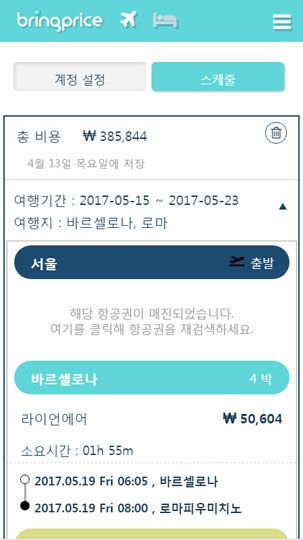 bringprice
계정 설정
스케줄
총 비용 ₩ 385,844
4월 13일 목요일에 저장
여행기간 : 2017-05-15 ~ 2017-05-23
여행지 : 바르셀로나, 로마
서울 출발
해당 항공권이 매진되었습니다.
여기를 클릭해 항공권을 재검색하세요.
바르셀로나 4 박
라이언에어 ₩ 50,604
소요시간 : 01h 55m
2017.05.19 Fri 06:05 , 바르셀로나
2017.05.19 Fri 08:00 , 로마피우미치노